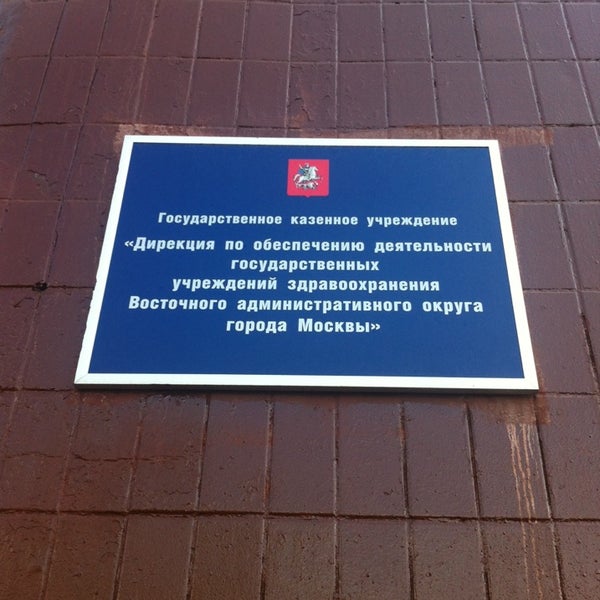 Государственное казенное учреждение
«Дирекция по обеспечению деятельности
государственных
учреждений здравоохранения
Восточного административного округа
города Москвы»